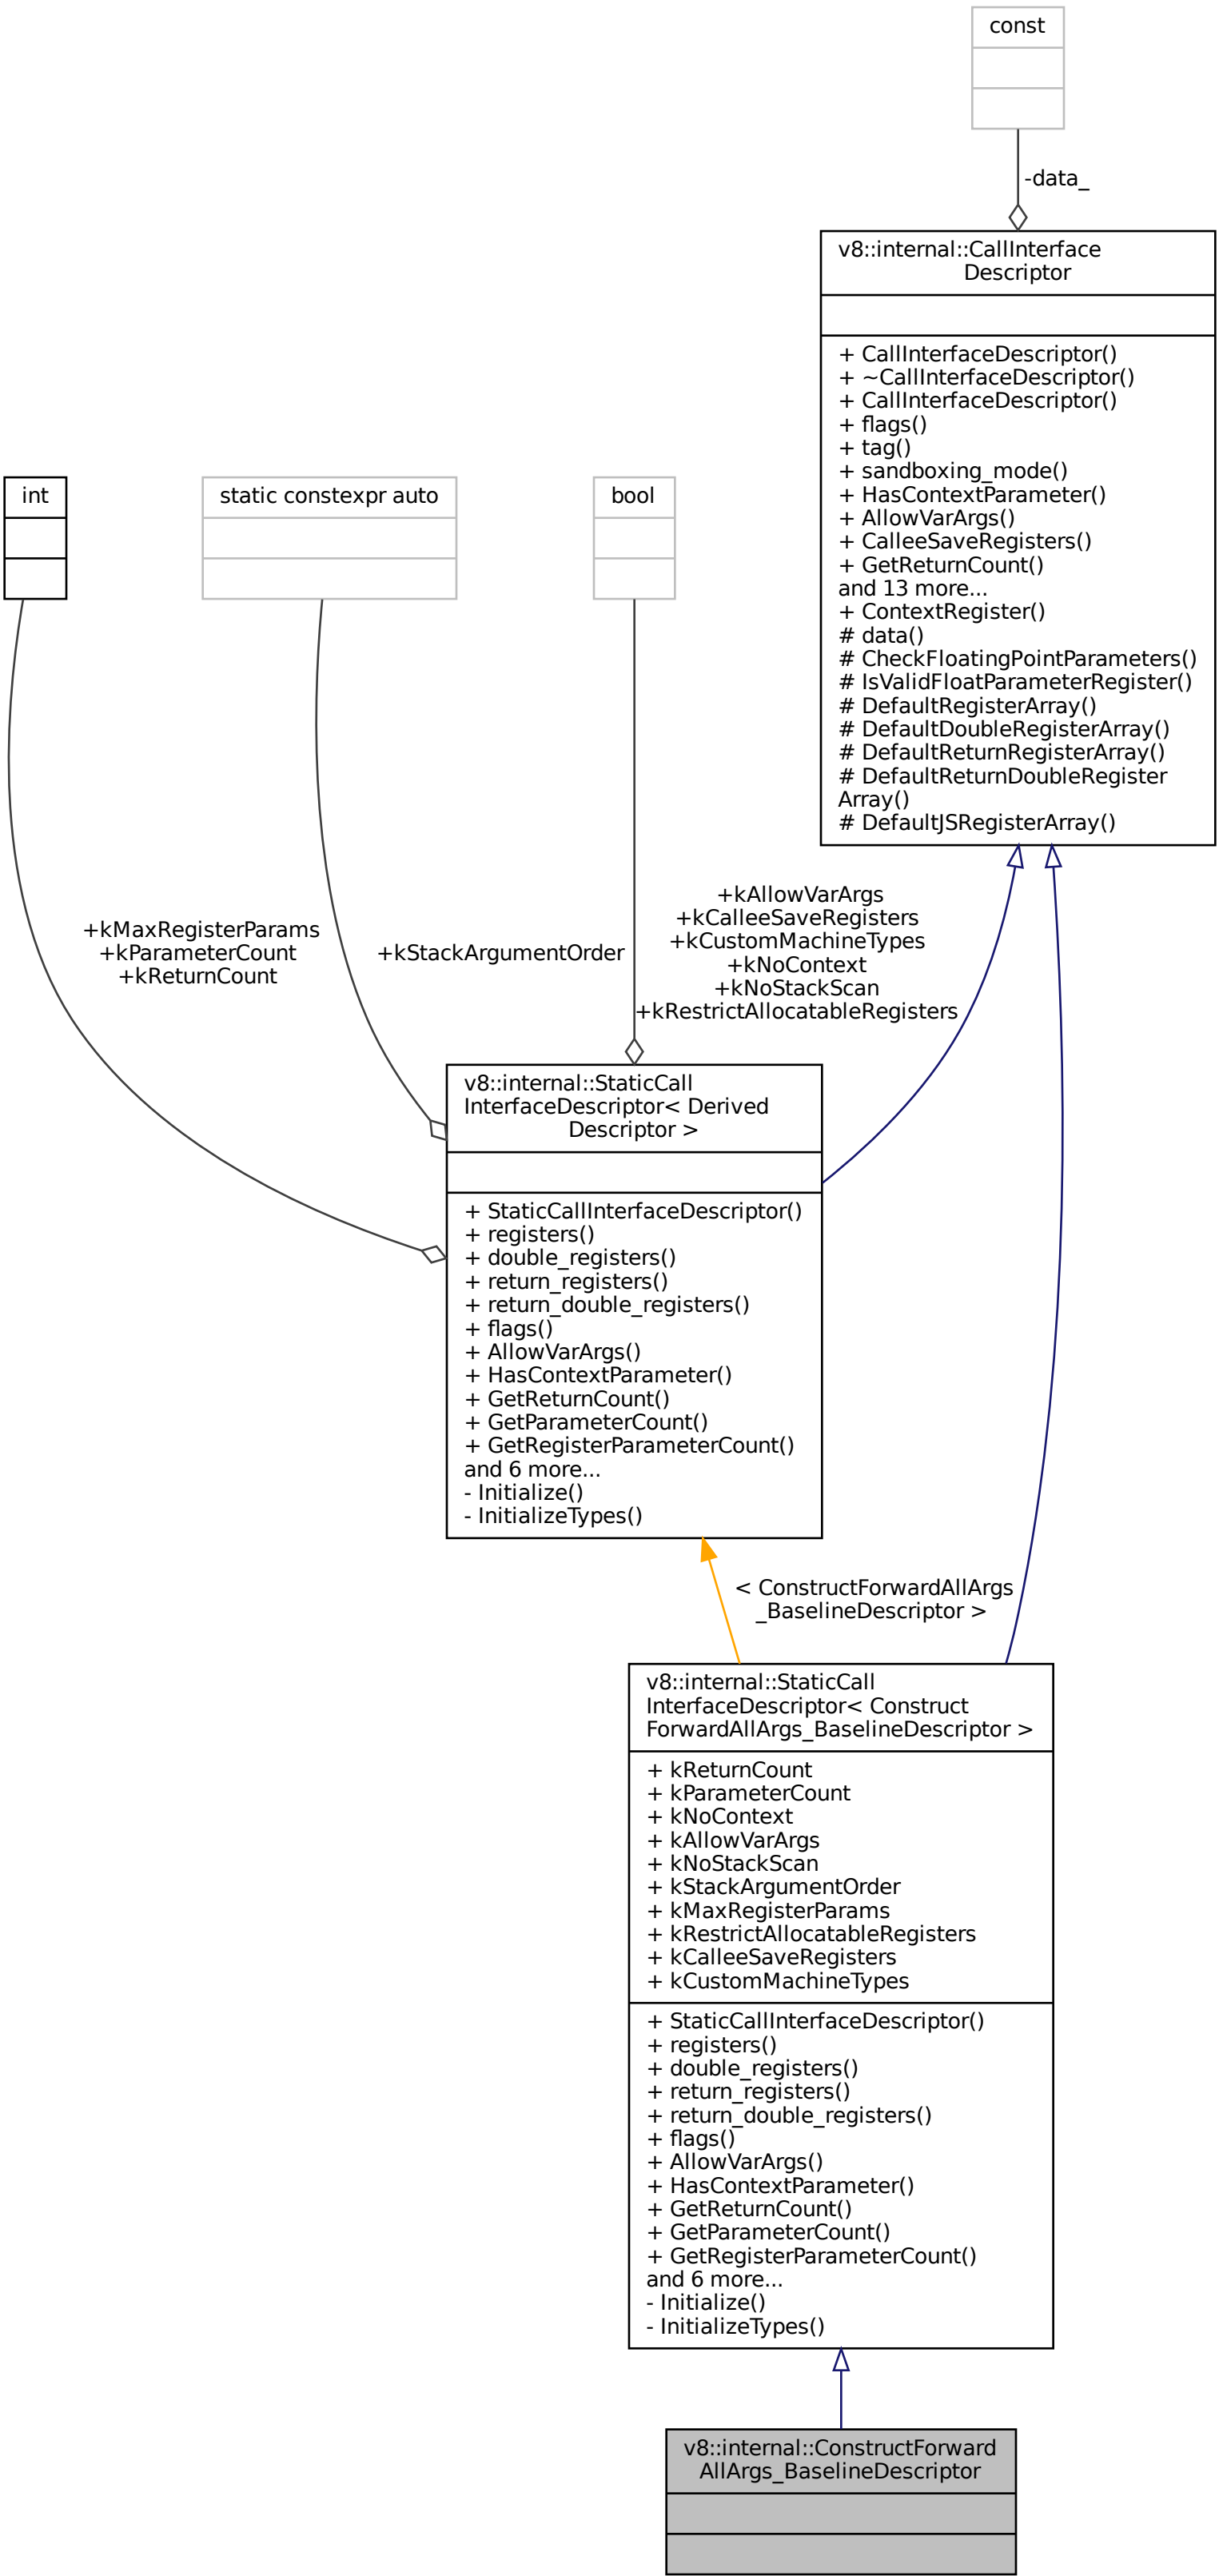 const
-data_
v8::internal::CallInterface
Descriptor
+ CallInterfaceDescriptor()
+ ~CallInterfaceDescriptor()
+ CallInterfaceDescriptor()
+ flags()
+ tag()
+ sandboxing_mode()
+ HasContextParameter()
+ AllowVarArgs()
+ CalleeSaveRegisters()
+ GetReturnCount()
and 13 more...
+ ContextRegister()
# data()
# CheckFloatingPointParameters()
# IsValidFloatParameterRegister()
# DefaultRegisterArray()
# DefaultDoubleRegisterArray()
# DefaultReturnRegisterArray()
# DefaultReturnDoubleRegister
Array()
# DefaultJSRegisterArray()
int
static constexpr auto
bool
+kMaxRegisterParams
+kParameterCount
+kReturnCount
+kStackArgumentOrder
+kAllowVarArgs
+kCalleeSaveRegisters
+kCustomMachineTypes
+kNoContext
+kNoStackScan
+kRestrictAllocatableRegisters
v8::internal::StaticCall
InterfaceDescriptor< Derived
Descriptor >
+ StaticCallInterfaceDescriptor()
+ registers()
+ double_registers()
+ return_registers()
+ return_double_registers()
+ flags()
+ AllowVarArgs()
+ HasContextParameter()
+ GetReturnCount()
+ GetParameterCount()
+ GetRegisterParameterCount()
and 6 more...
- Initialize()
- InitializeTypes()
< ConstructForwardAllArgs
_BaselineDescriptor >
v8::internal::StaticCall
InterfaceDescriptor< Construct
ForwardAllArgs_BaselineDescriptor >
+ kReturnCount
+ kParameterCount
+ kNoContext
+ kAllowVarArgs
+ kNoStackScan
+ kStackArgumentOrder
+ kMaxRegisterParams
+ kRestrictAllocatableRegisters
+ kCalleeSaveRegisters
+ kCustomMachineTypes
+ StaticCallInterfaceDescriptor()
+ registers()
+ double_registers()
+ return_registers()
+ return_double_registers()
+ flags()
+ AllowVarArgs()
+ HasContextParameter()
+ GetReturnCount()
+ GetParameterCount()
+ GetRegisterParameterCount()
and 6 more...
- Initialize()
- InitializeTypes()
v8::internal::ConstructForward
AllArgs_BaselineDescriptor